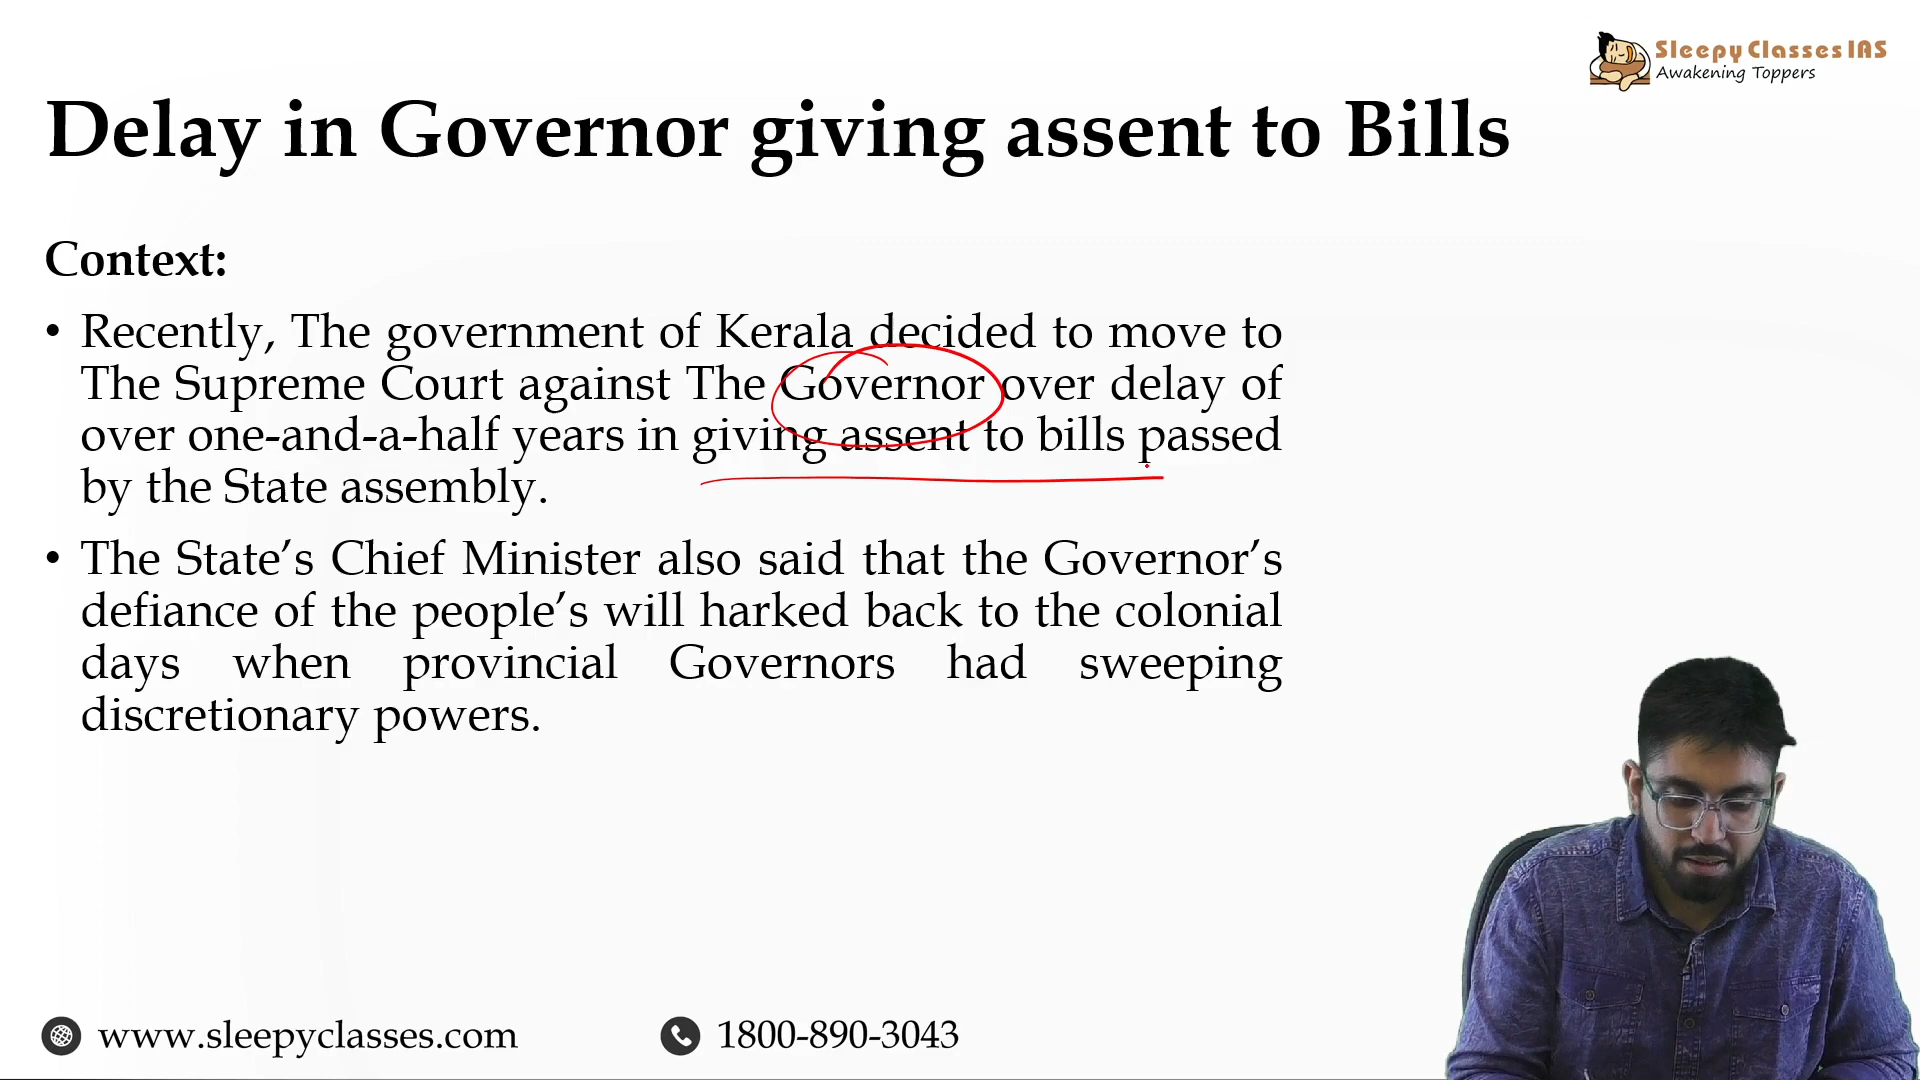 Sleepy Classes IAS
Awakening Toppers
Delay in Governor giving assent to Bills
Context:
• Recently, The government of Kerala decided to move to
The Supreme Court against The Governor over delay of
over one-and-a-half years in giving assent to bills passed
by the State assembly.
• The State’s Chief Minister also said that the Governor’s
defiance of the people’s will harked back to the colonial
days when provincial Governors had sweeping
discretionary powers.
www.sleepyclasses.com
1800-890-3043